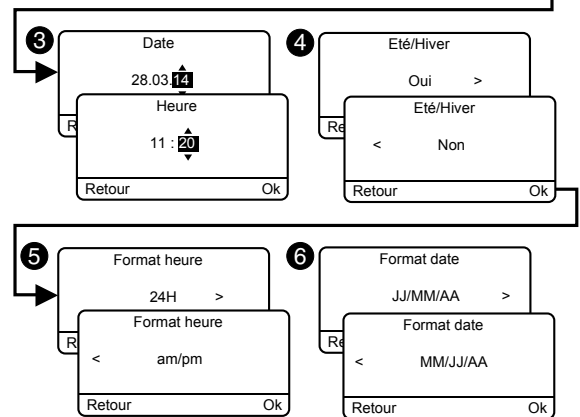 3
Date
28.03.14
R
Heure
11 : 20
Retour Ok
4
Eté/Hiver
Oui >
Re
Eté/Hiver
< Non
Retour Ok
5
Format heure
24H >
R
Format heure
< am/pm
Retour Ok
6
Format date
JJ/MM/AA >
Re
Format date
< MM/JJ/AA
Retour Ok